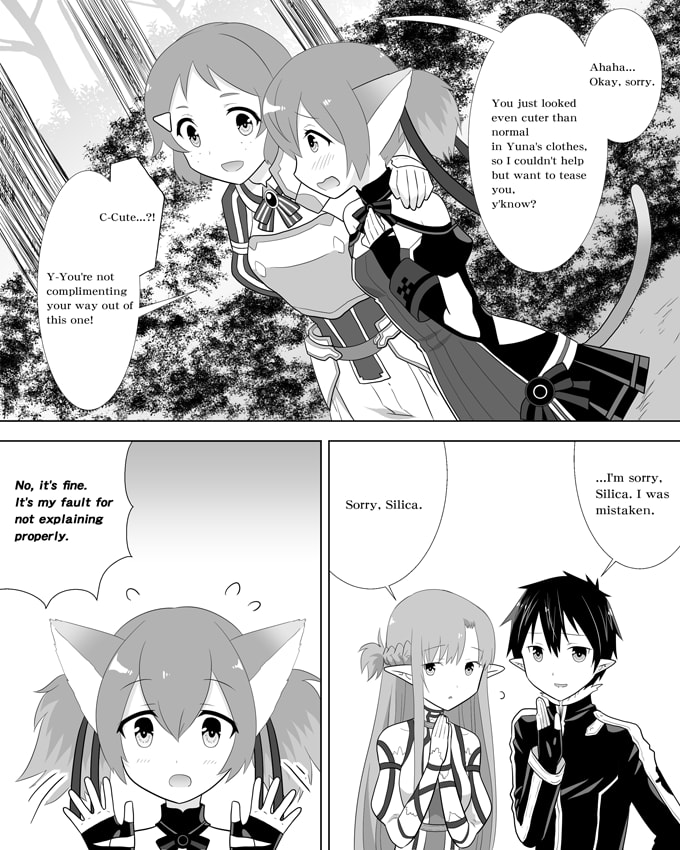 Ahaha...
Okay, sorry.
You just looked
even cuter than
normal
in Yuna's clothes,
so I couldn't help
but want to tease
you,
y'know?
C-Cute...?!
Y-You're not
complimenting
your way out of
this one!
...I'm sorry,
Silica. I was
mistaken.
Sorry, Silica.
No, it's fine.
It's my fault for
not explaining
properly.